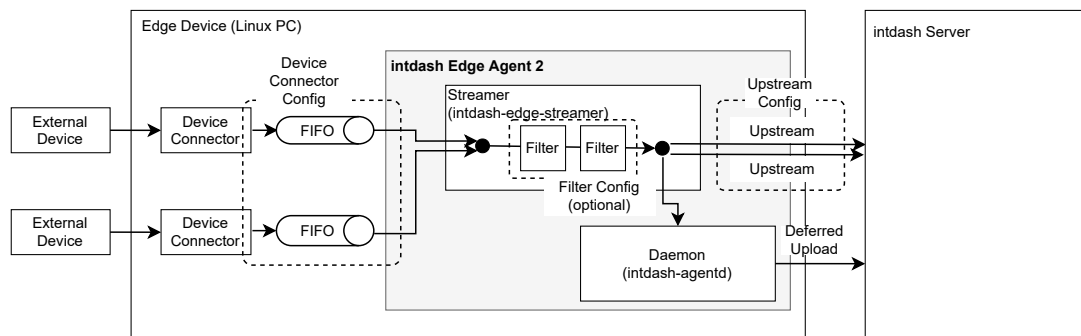 Edge Device (Linux PC)
intdash Server
Device
Connector
Config
intdash Edge Agent 2
Upstream
Config
Streamer
(intdash-edge-streamer)
External
Device
Device
Connector
FIFO
Filter
Filter
Upstream
Upstream
Filter Config
(optional)
External
Device
Device
Connector
FIFO
Daemon
(intdash-agentd)
Deferred
Upload